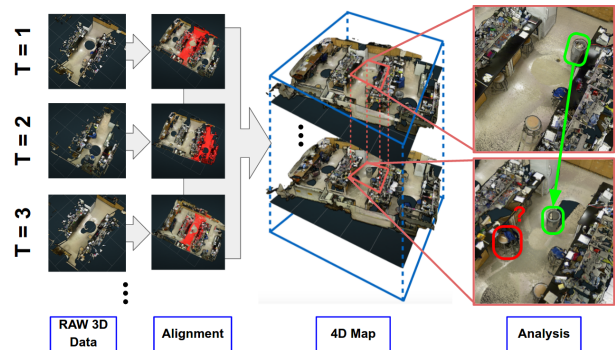 T = 1
T = 2
T = 3
?
RAW 3D
Data
Alignment
4D Map
Analysis